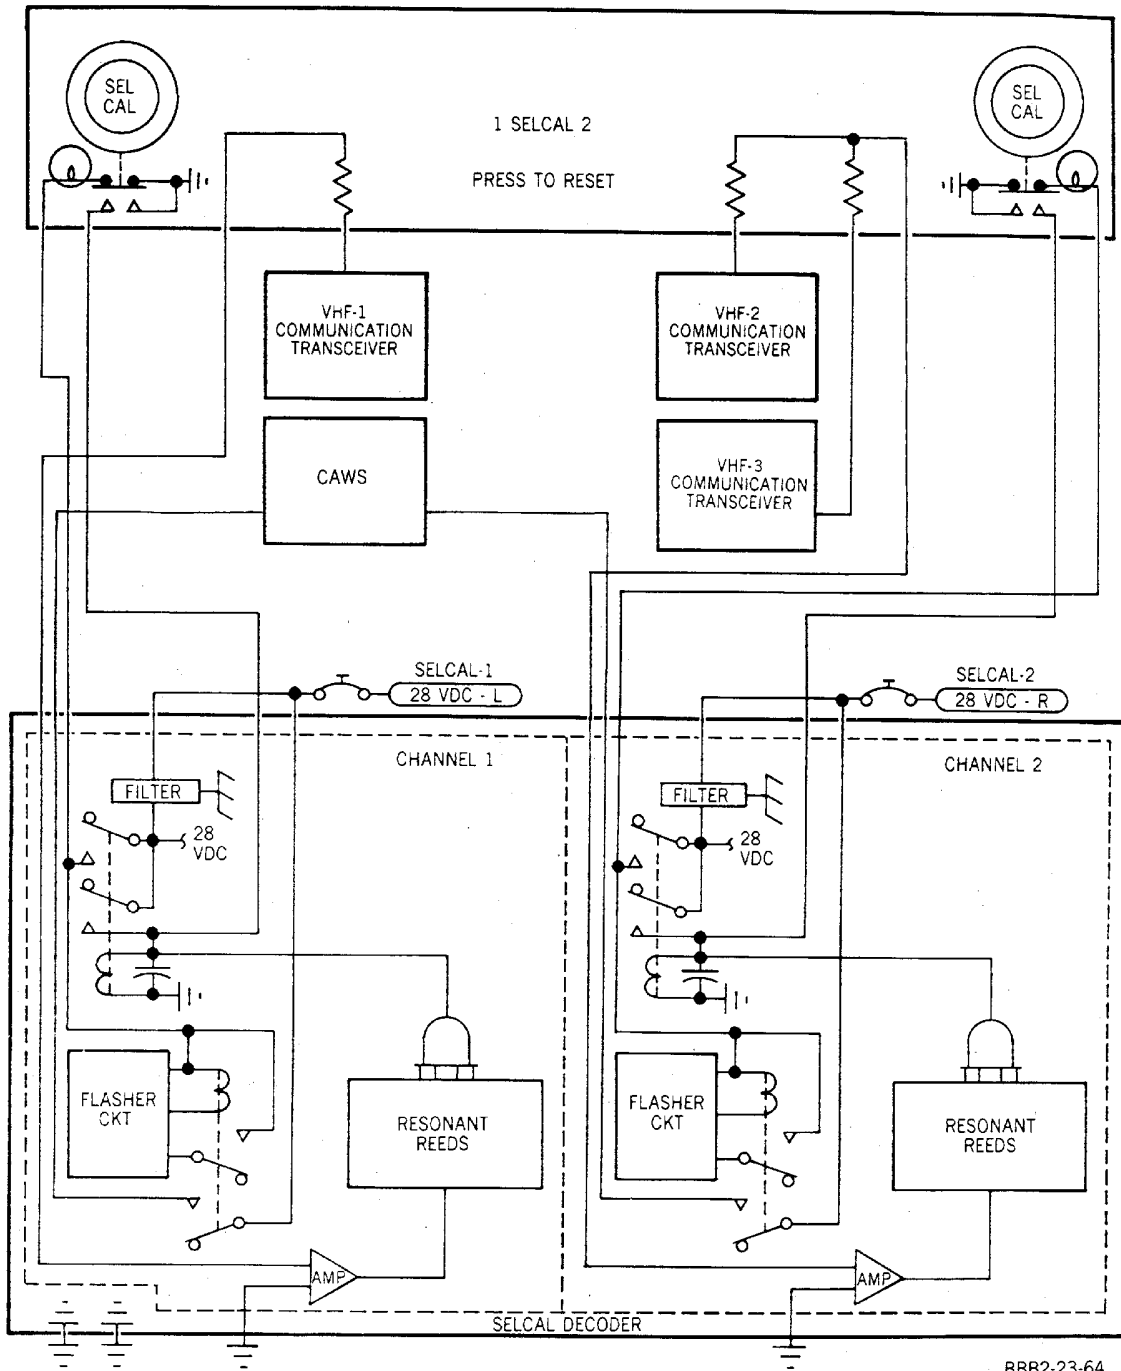 SEL
CAL
1 SELCAL 2
PRESS TO RESET
SEL
CAL
VHF-1
COMMUNICATION
TRANSCEIVER
VHF-2
COMMUNICATION
TRANSCEIVER
CAWS
VHF-3
COMMUNICATION
TRANSCEIVER
SELCAL-1
28 VDC - L
SELCAL-2
28 VDC - R
CHANNEL 1
FILTER
28
VDC
FLASHER
CKT
RESONANT
REEDS
AMP
CHANNEL 2
FILTER
28
VDC
FLASHER
CKT
RESONANT
REEDS
AMP
SELCAL DECODER
BBB2-23-64